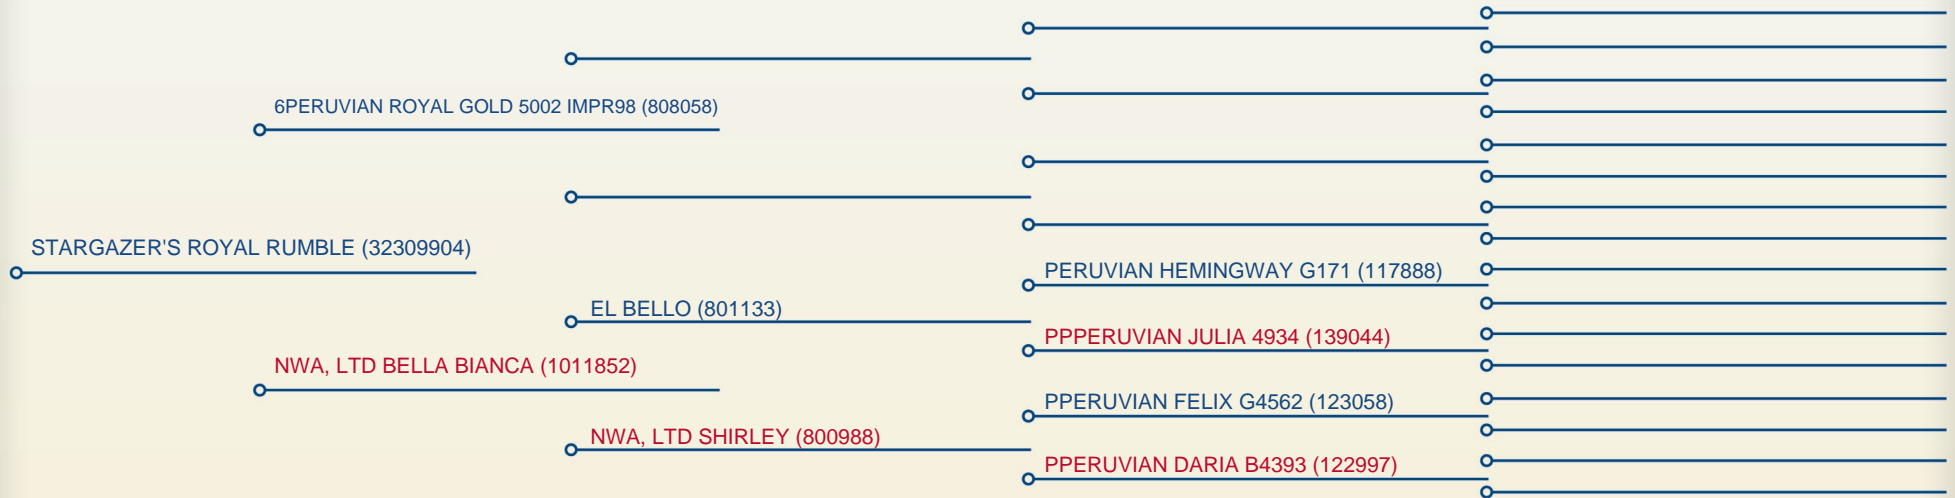 6PERUVIAN ROYAL GOLD 5002 IMPR98 (808058)
STARGAZER'S ROYAL RUMBLE (32309904)
PERUVIAN HEMINGWAY G171 (117888)
EL BELLO (801133)
PPPERUVIAN JULIA 4934 (139044)
NWA, LTD BELLA BIANCA (1011852)
PPERUVIAN FELIX G4562 (123058)
NWA, LTD SHIRLEY (800988)
PPERUVIAN DARIA B4393 (122997)